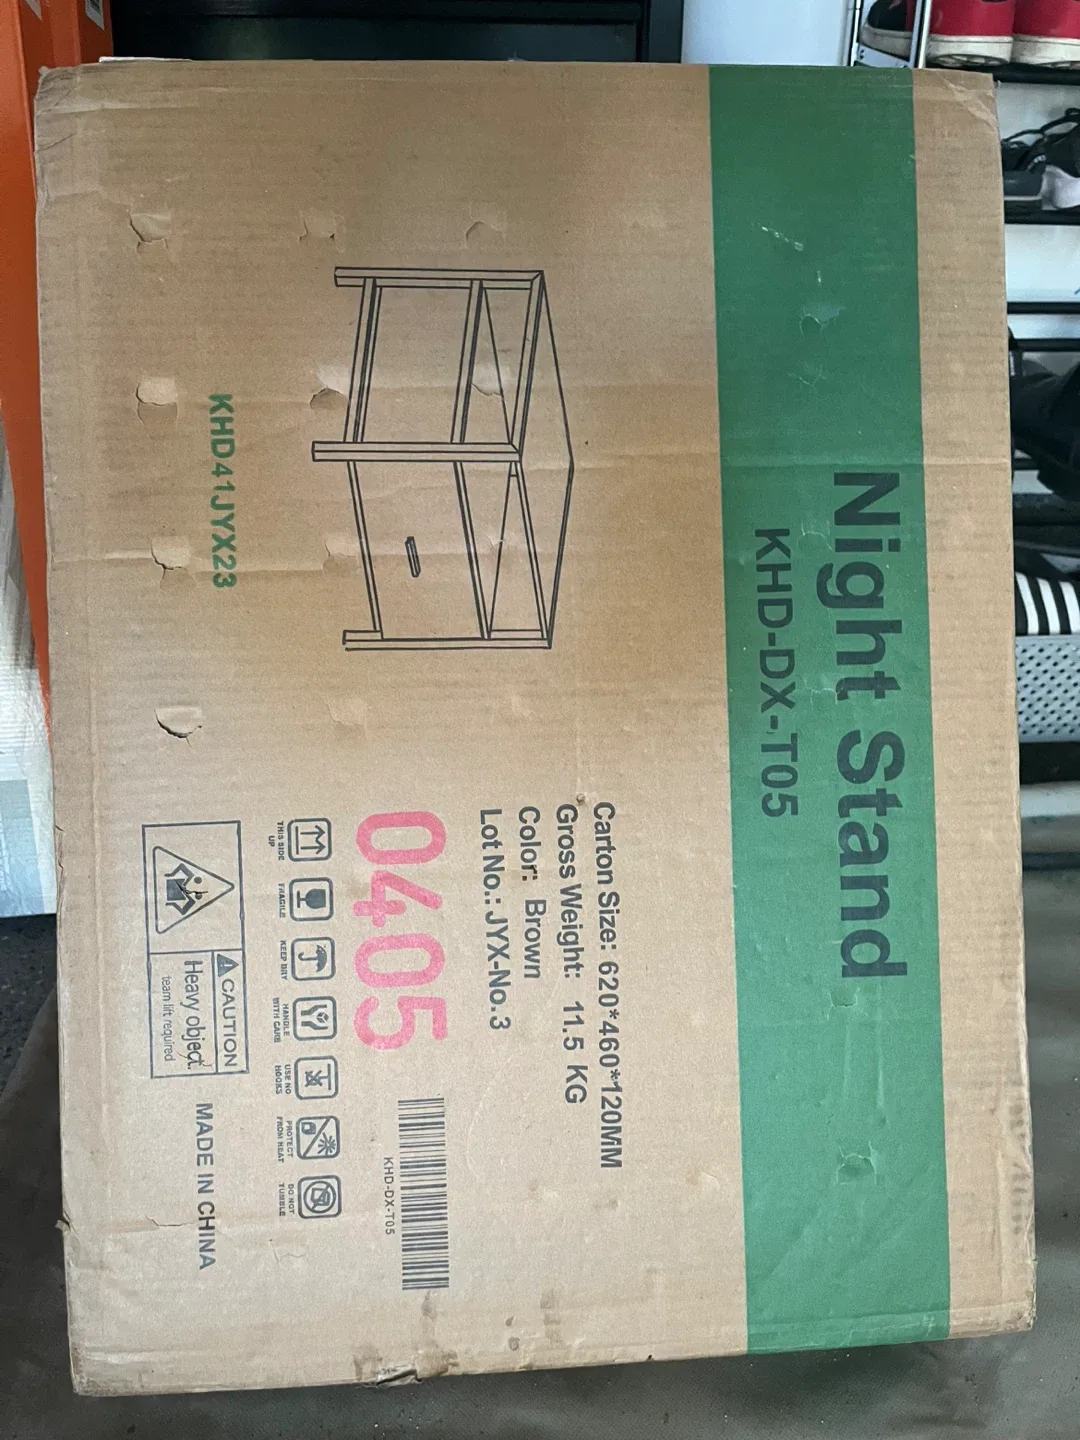 Night Stand
KHD-DX-T05
Carton Size: 620*460*120MM
Gross Weight: 11.5 KG
Color: Brown
Lot No.: JYX-No.3
0405
KHD-DX-T05
THIS SIDE
UP
FRAGILE
KEEP DRY
HANDLE
WITH CARE
USE NO
HOOKS
PROTECT
FROM HEAT
DO NOT
TUMBLE
KHD41JYX23
CAUTION
Heavy object.
team lift required
MADE IN CHINA